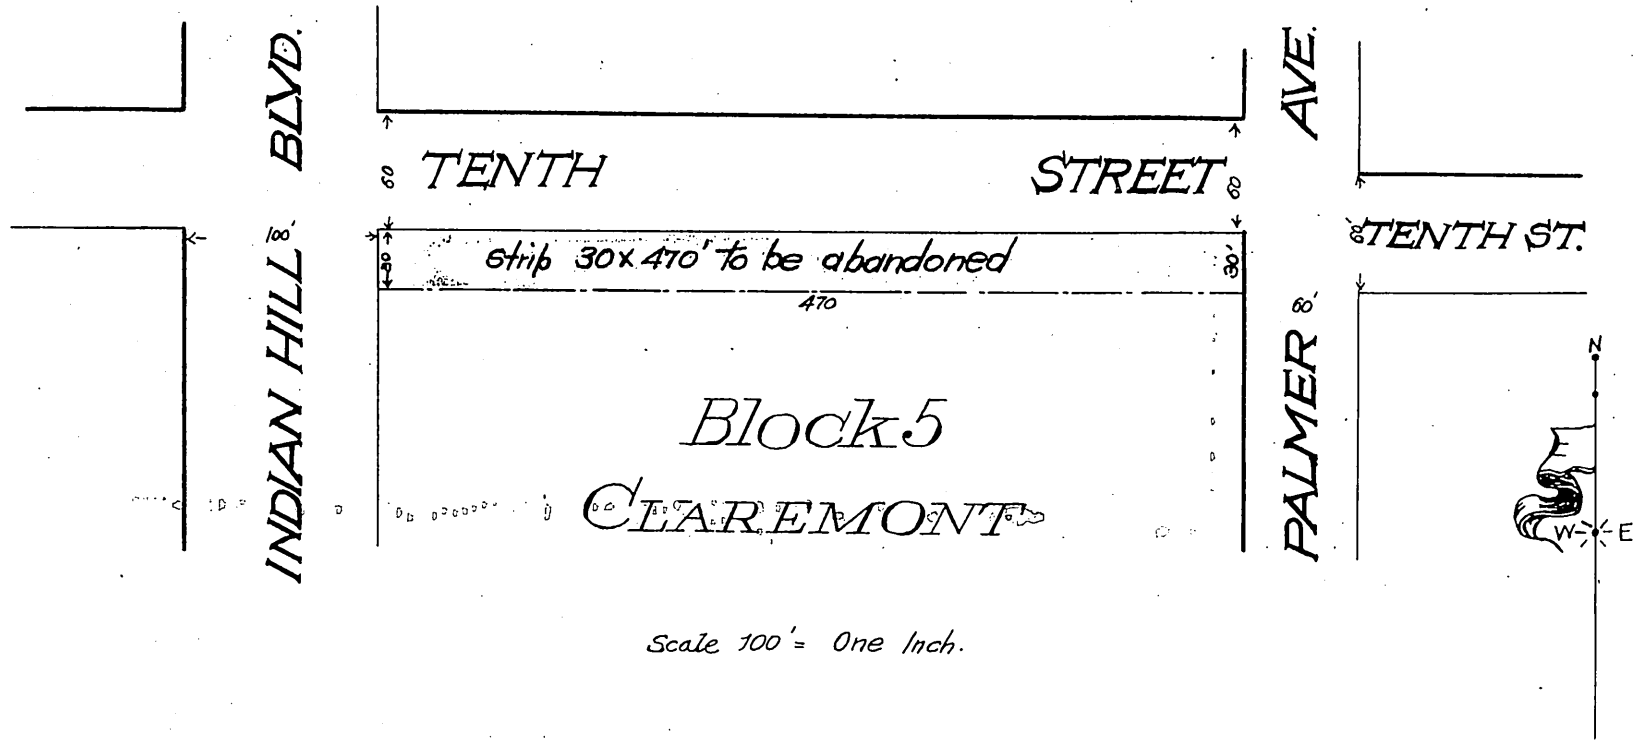 INDIAN HILL BLVD.
PALMER AVE.
TENTH STREET
60
60
TENTH ST.
60'
100'
30
strip 30 x 470' to be abandoned
30'
470
60'
Block 5
CLAREMONT
N
W E
Scale 100' = One Inch.